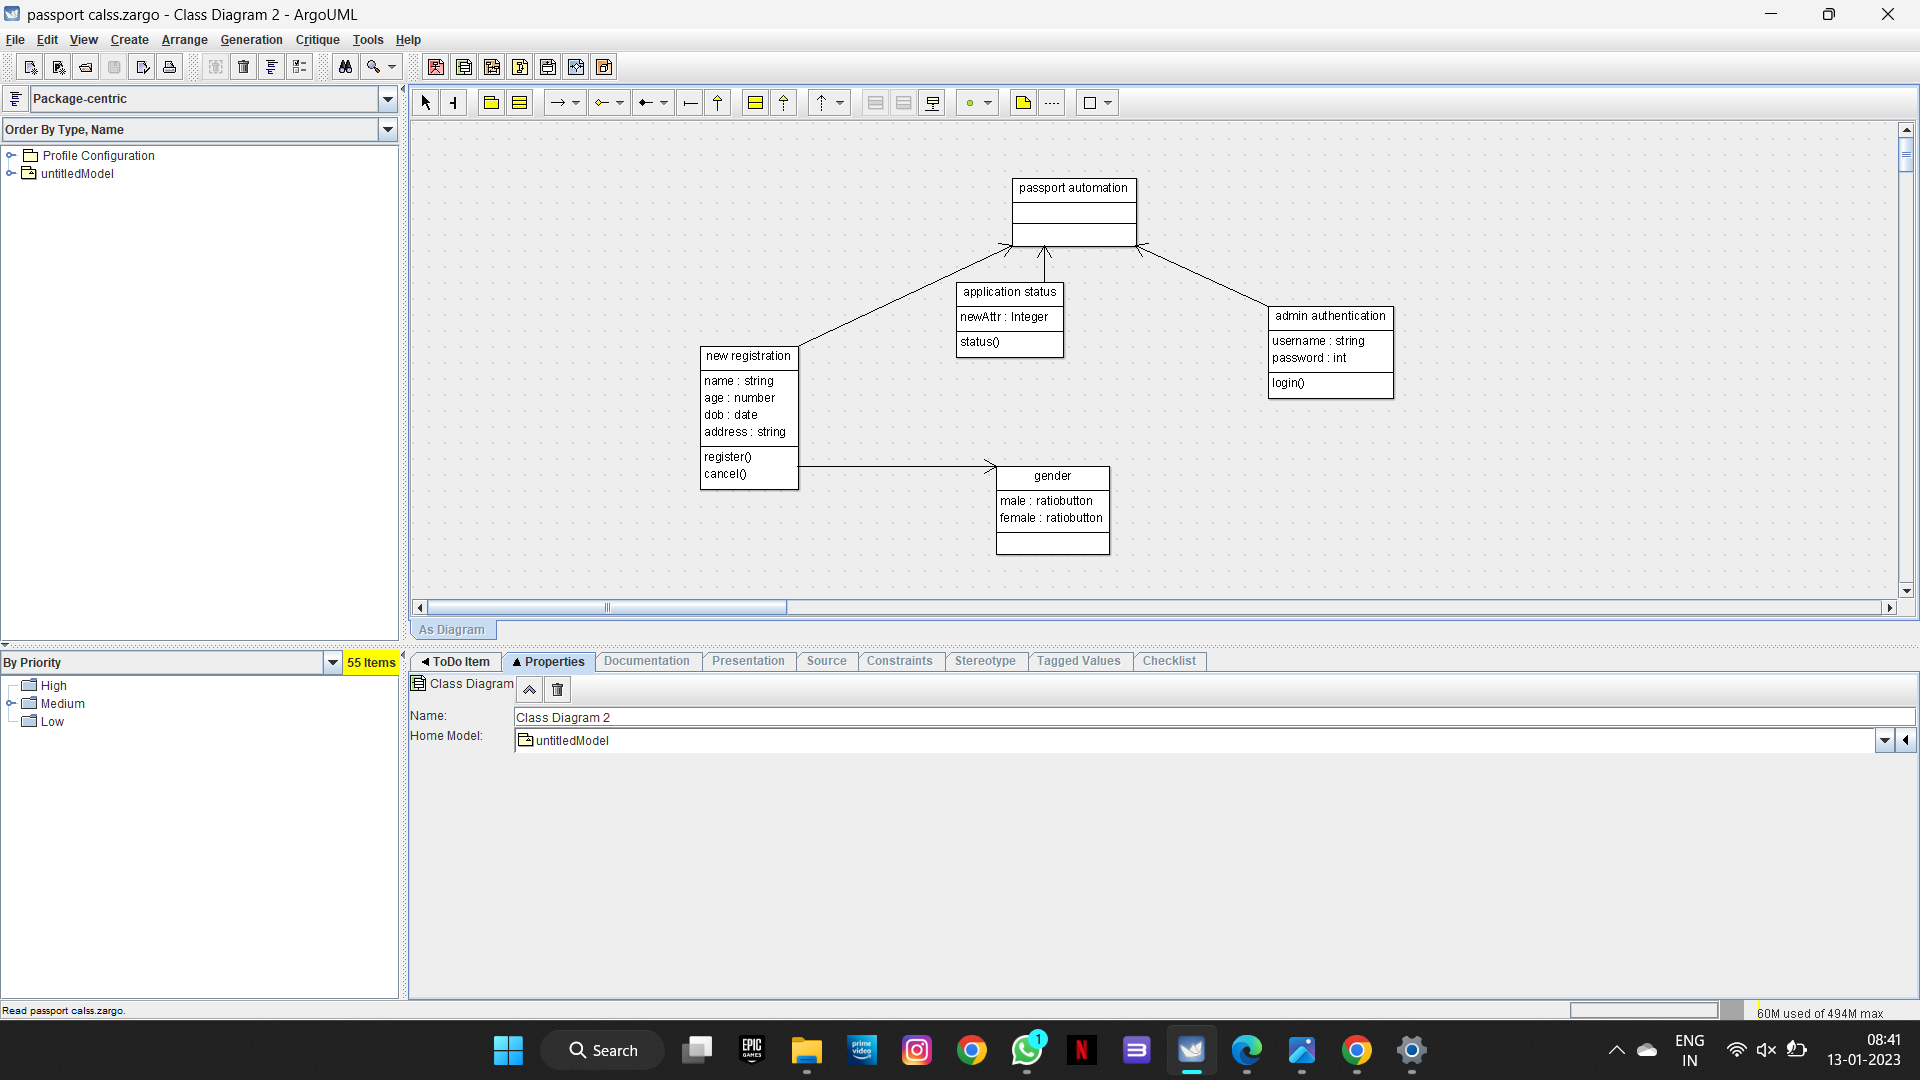 passport calss.zargo - Class Diagram 2 - ArgoUML
File Edit View Create Arrange Generation Critique Tools Help
Package-centric
Order By Type, Name
Profile Configuration
untitledModel
passport automation
application status
newAttr : Integer
status()
admin authentication
username : string
password : int
login()
new registration
name : string
age : number
dob : date
address : string
register()
cancel()
gender
male : ratiobutton
female : ratiobutton
As Diagram
By Priority
55 Items
High
Medium
Low
ToDo Item Properties Documentation Presentation Source Constraints Stereotype Tagged Values Checklist
Class Diagram
Name:
Class Diagram 2
Home Model:
untitledModel
Read passport calss.zargo.
60M used of 494M max
Search
EPIC GAMES
prime video
1
N
B
ENG
IN
08:41
13-01-2023